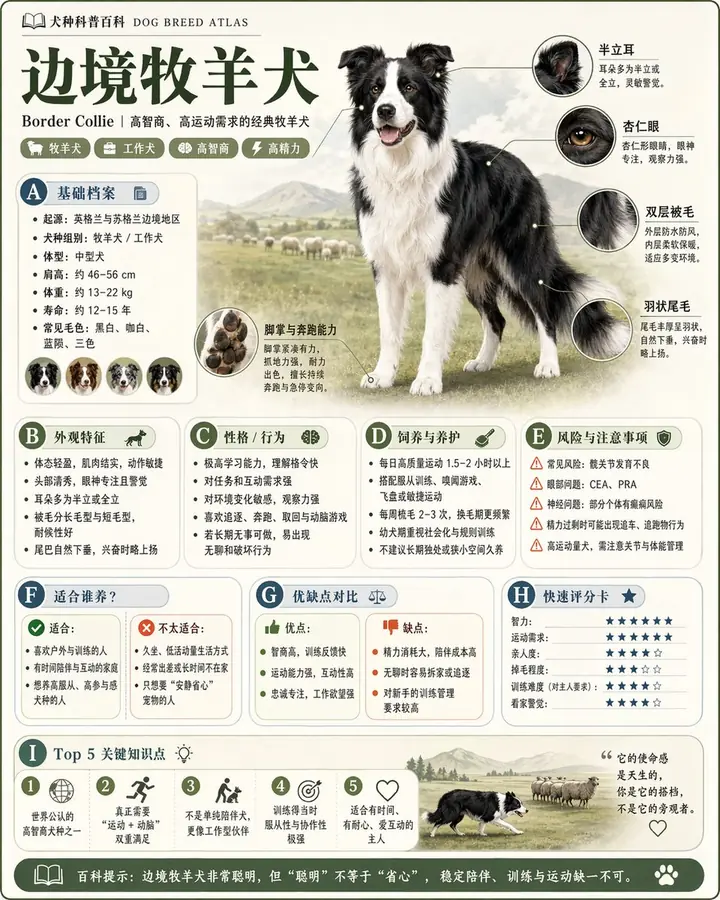 犬种科普百科 DOG BREED ATLAS
边境牧羊犬
Border Collie | 高智商、高运动需求的经典牧羊犬
牧羊犬 工作犬 高智商 高精力
半立耳
耳朵多为半立或
全立，灵敏警觉。
杏仁眼
杏仁形眼睛，眼神
专注，观察力强。
双层被毛
外层防水防风，
内层柔软保暖，
适应多变环境。
羽状尾毛
尾毛丰厚呈羽状，
自然下垂，兴奋时
略上扬。
脚掌与奔跑能力
脚掌紧凑有力，
抓地力强，耐力
出色，擅长持续
奔跑与急停变向。
A 基础档案
• 起源：英格兰与苏格兰边境地区
• 犬种组别：牧羊犬 / 工作犬
• 体型：中型犬
• 肩高：约 46–56 cm
• 体重：约 13–22 kg
• 寿命：约 12–15 年
• 常见毛色：黑白、咖白、
蓝陨、三色
B 外观特征
• 体态轻盈，肌肉结实，动作敏捷
• 头部清秀，眼神专注且警觉
• 耳朵多为半立或全立
• 被毛分长毛型与短毛型，
耐候性好
• 尾巴自然下垂，兴奋时略上扬
C 性格 / 行为
• 极高学习能力，理解指令快
• 对任务和互动需求强
• 对环境变化敏感，观察力强
• 喜欢追逐、奔跑、取回与动脑游戏
• 若长期无事可做，易出现
无聊和破坏行为
D 饲养与养护
• 每日高质量运动 1.5–2 小时以上
• 搭配服从训练、嗅闻游戏、
飞盘或敏捷运动
• 每周梳毛 2–3 次，换毛期更频繁
• 幼犬期重视社会化与规则训练
• 不建议长期独处或狭小空间久养
E 风险与注意事项
常见风险：髋关节发育不良
眼部问题：CEA、PRA
神经问题：部分个体有癫痫风险
精力过剩时可能出现追车、追跑物行为
高运动量犬，需注意关节与体能管理
F 适合谁养？
适合：
• 喜欢户外与训练的人
• 有时间陪伴与互动的家庭
• 想养高服从、高参与感
犬种的人
不太适合：
• 久坐、低活动量生活方式
• 经常出差或长时间不在家
• 只想要“安静省心”
宠物的人
G 优缺点对比
优点：
• 智商高，训练反馈快
• 运动能力强，互动性高
• 忠诚专注，工作欲望强
缺点：
• 精力消耗大，陪伴成本高
• 无聊时容易拆家或追逐
• 对新手的训练管理
要求较高
H 快速评分卡
智力： ★★★★★★
运动需求： ★★★★★★
亲人度： ★★★★☆
掉毛程度： ★★★☆☆
训练难度（对主人要求）： ★★★★☆
看家警觉： ★★★★☆
I Top 5 关键知识点
1
世界公认的
高智商犬种之一
2
真正需要
“运动 + 动脑”
双重满足
3
不是单纯陪伴犬，
更像工作型伙伴
4
训练得当时
服从性与协作性
极强
5
适合有时间、
有耐心、爱互动的
主人
“ 它的使命感
是天生的，
你是它的搭档，
不是它的旁观者。
百科提示：边境牧羊犬非常聪明，但“聪明”不等于“省心”，稳定陪伴、训练与运动缺一不可。